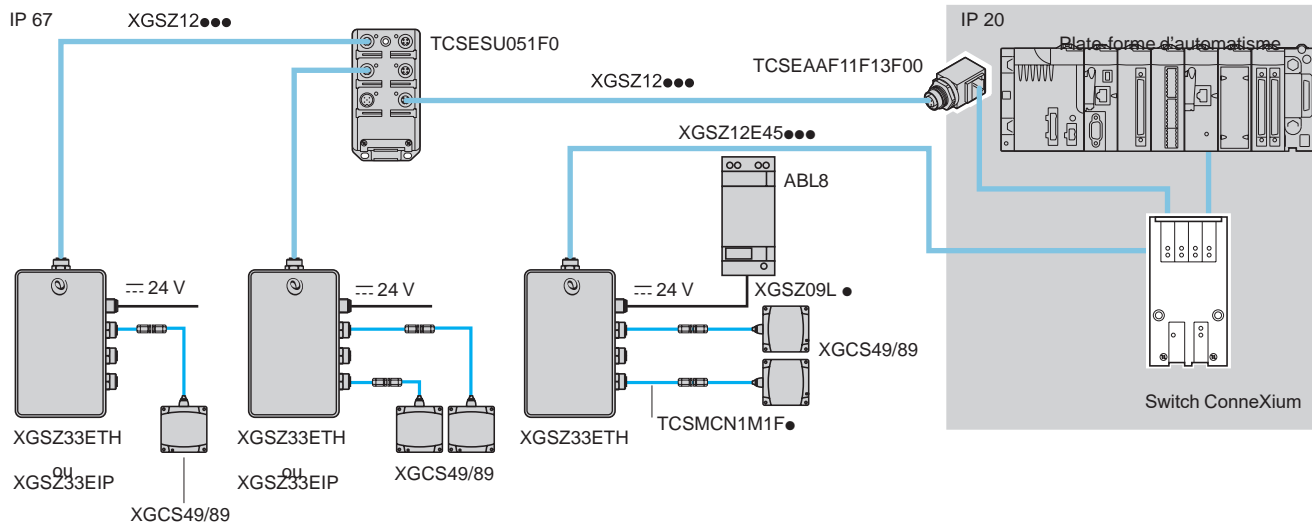 IP 67
XGSZ12●●●
TCSESU051F0
XGSZ12●●●
TCSEAAF11F13F00
IP 20
Plate-forme d'automatisme
XGSZ12E45●●●
ABL8
24 V
24 V
24 V
XGSZ09L ●
XGCS49/89
TCSMCN1M1F●
Switch ConneXium
XGSZ33ETH
ou
XGSZ33EIP
XGCS49/89
XGSZ33ETH
ou
XGSZ33EIP
XGCS49/89
XGSZ33ETH